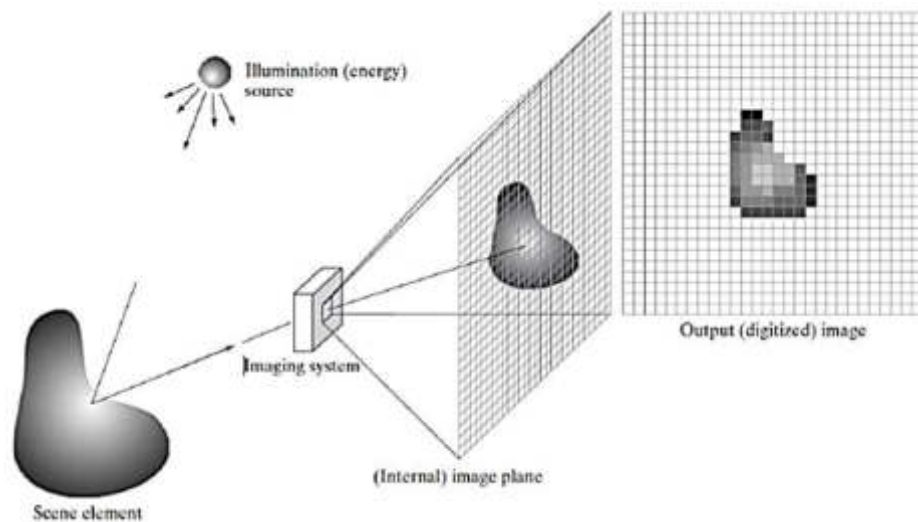 Illumination (energy)
source
Output (digitized) image
Imaging system
(Internal) image plane
Scene element